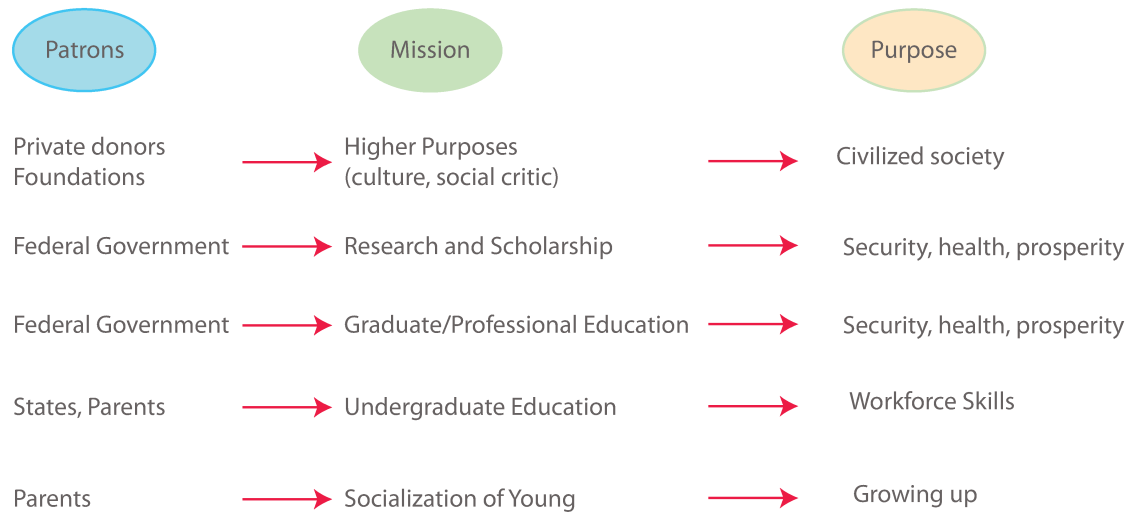 Patrons
Mission
Purpose
Private donors
Foundations
Higher Purposes
(culture, social critic)
Civilized society
Federal Government
Research and Scholarship
Security, health, prosperity
Federal Government
Graduate/Professional Education
Security, health, prosperity
States, Parents
Undergraduate Education
Workforce Skills
Parents
Socialization of Young
Growing up